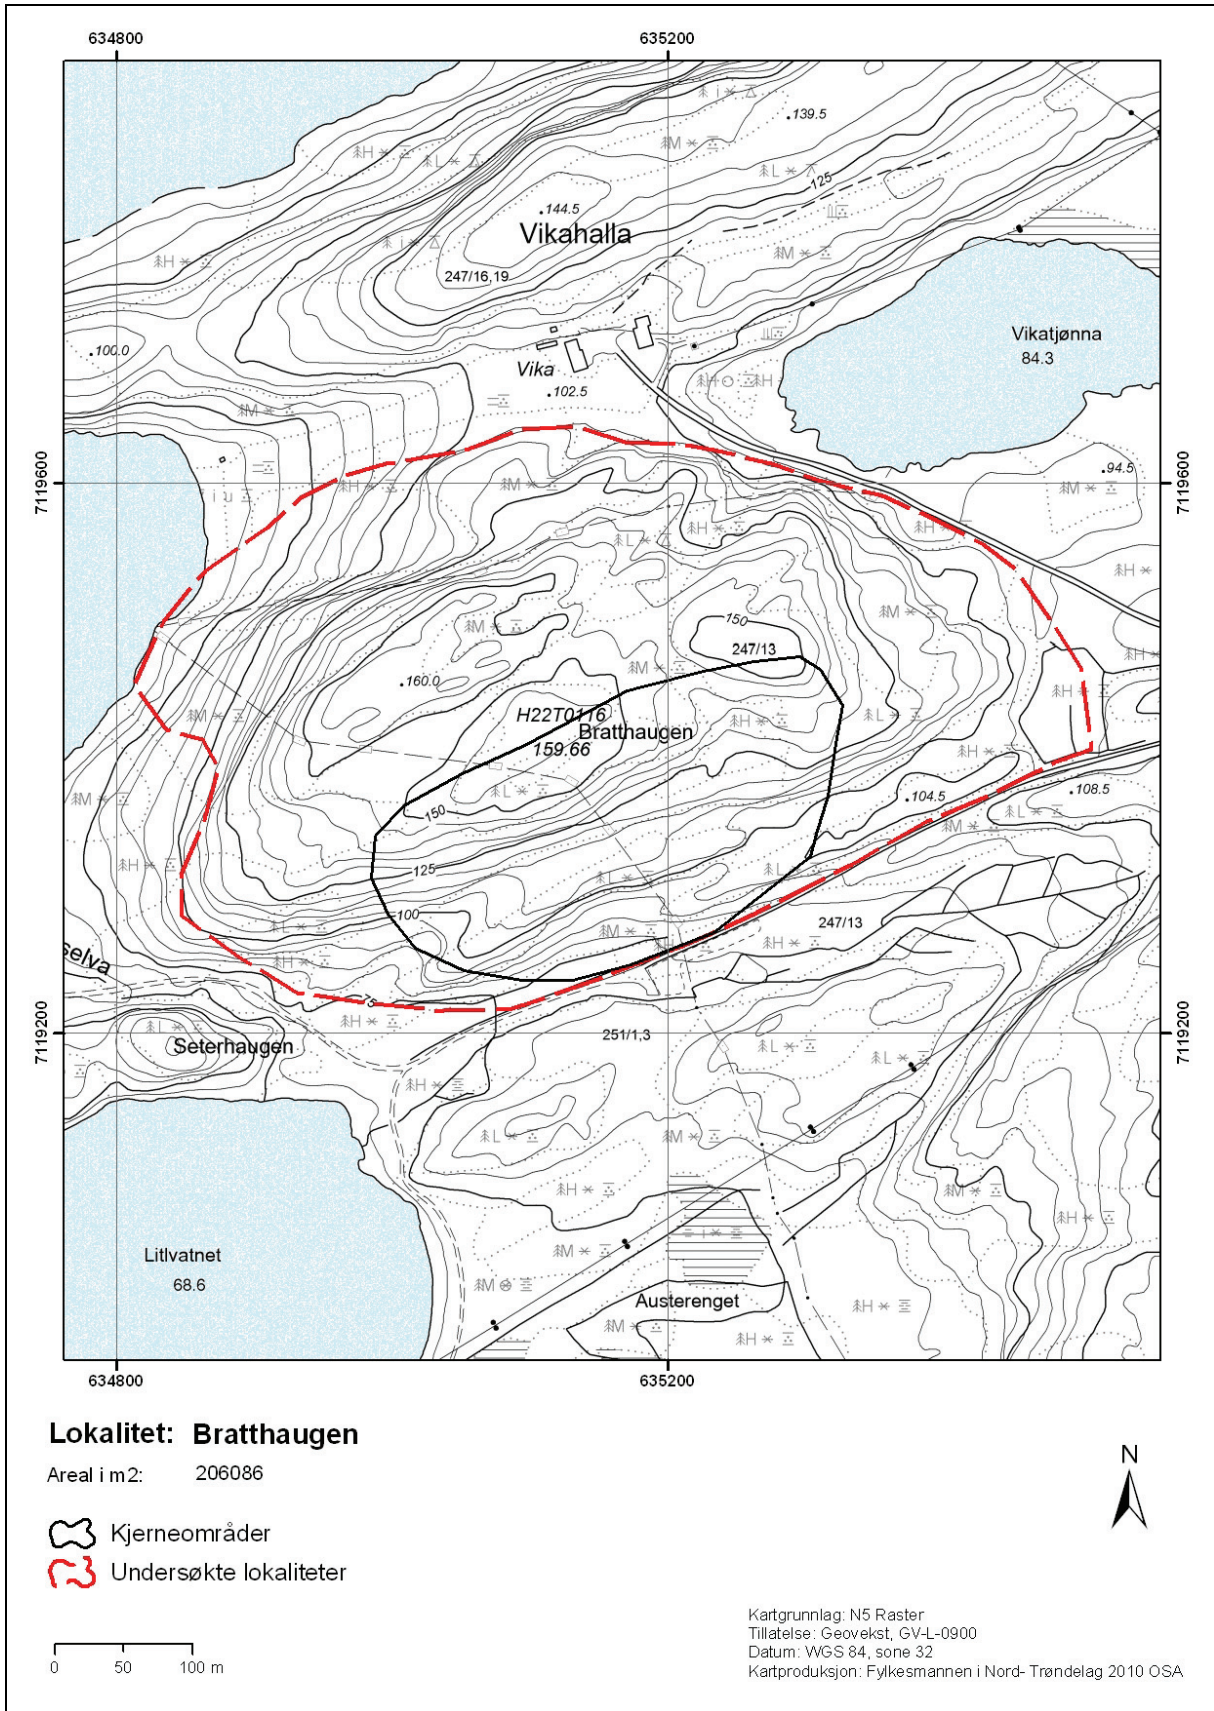 634800
635200
139.5
125
144.5
Vikahalla
247/16,19
Vikatjønna
84.3
100.0
Vika
102.5
94.5
7119600
7119600
150
247/13
160.0
H22T0116
Bratthaugen
159.66
150
104.5
108.5
125
100
247/13
selva
75
7119200
7119200
251/1,3
Seterhaugen
Litlvatnet
68.6
Austerenget
634800
635200
Lokalitet: Bratthaugen
Areal i m2: 206086
N
Kjerneområder
Undersøkte lokaliteter
0 50 100 m
Kartgrunnlag: N5 Raster
Tillatelse: Geovekst, GV-L-0900
Datum: WGS 84, sone 32
Kartproduksjon: Fylkesmannen i Nord- Trøndelag 2010 OSA